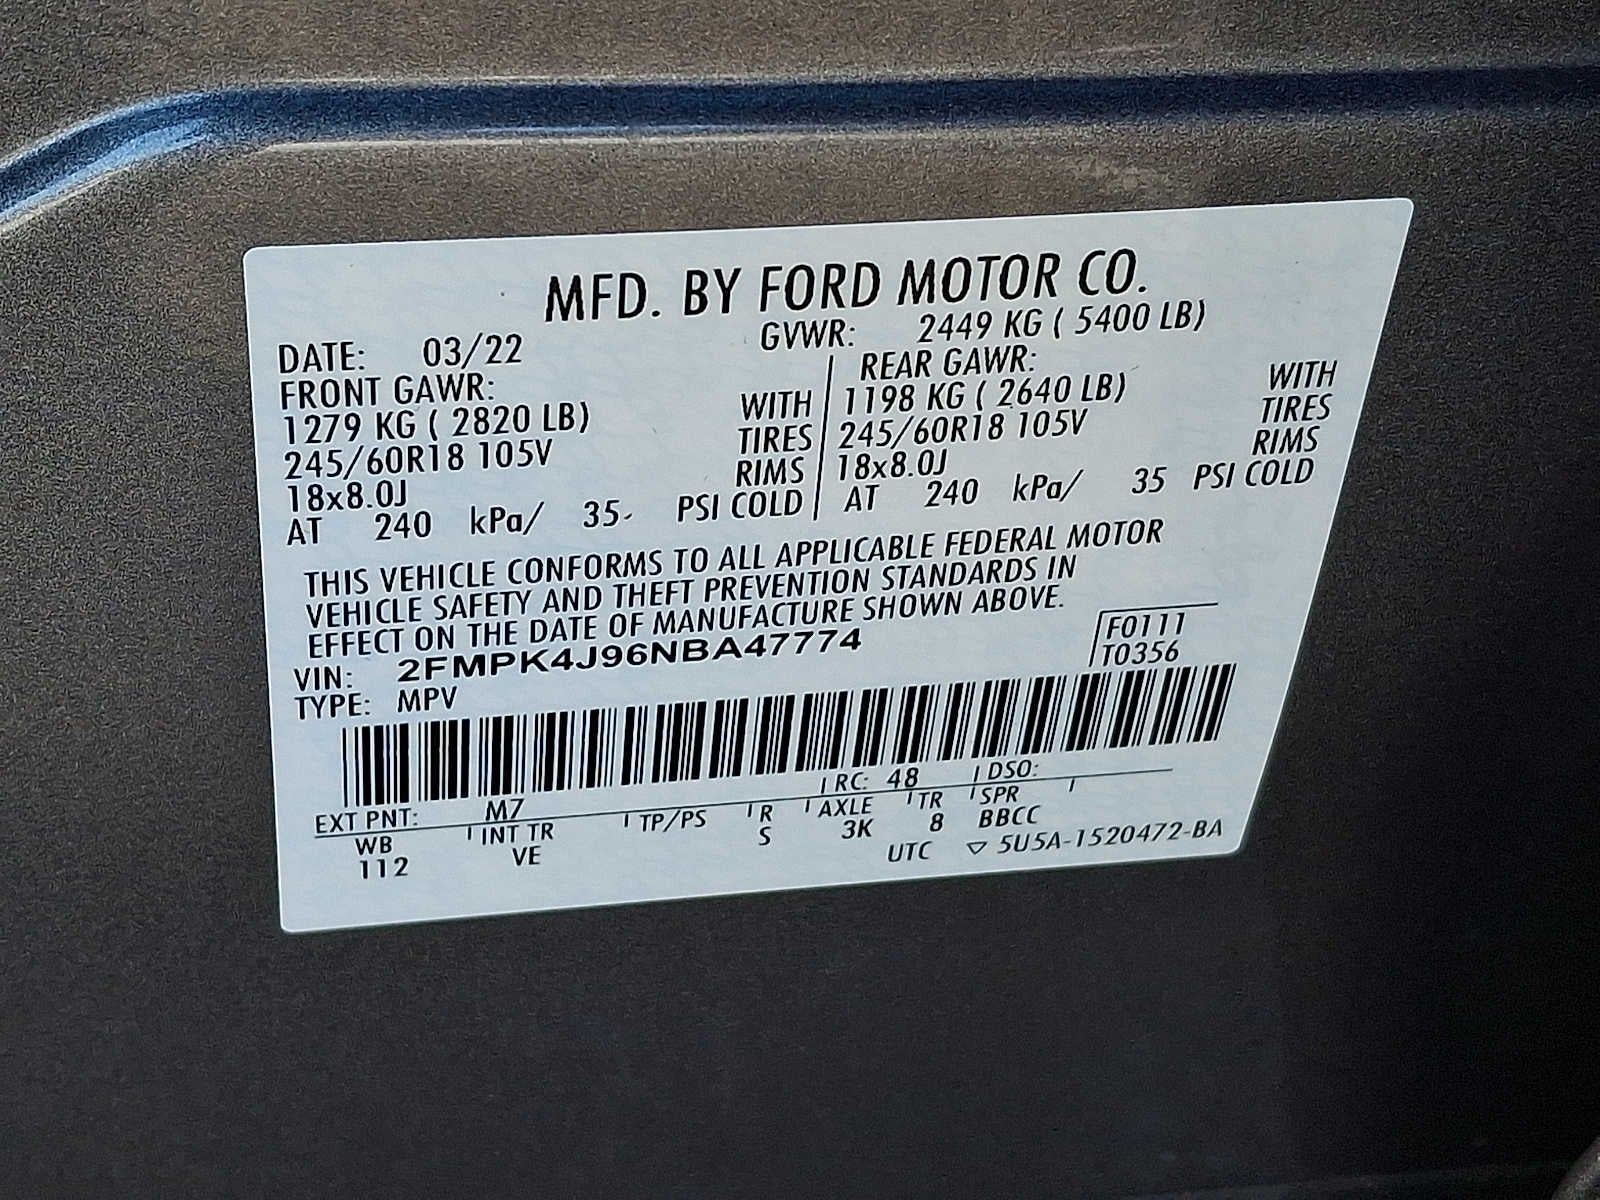 MFD. BY FORD MOTOR CO.
DATE: 03/22 GVWR: 2449 KG ( 5400 LB)
FRONT GAWR: REAR GAWR:
1279 KG ( 2820 LB) WITH 1198 KG ( 2640 LB) WITH
245/60R18 105V TIRES 245/60R18 105V TIRES
18x8.0J RIMS 18x8.0J RIMS
AT 240 kPa/ 35 PSI COLD AT 240 kPa/ 35 PSI COLD
THIS VEHICLE CONFORMS TO ALL APPLICABLE FEDERAL MOTOR
VEHICLE SAFETY AND THEFT PREVENTION STANDARDS IN
EFFECT ON THE DATE OF MANUFACTURE SHOWN ABOVE.
VIN: 2FMPK4J96NBA47774 F0111
TYPE: MPV T0356
EXT PNT: M7 RC: 48 DSO:
WB INT TR TP/PS R AXLE TR SPR
112 VE S 3K 8 BBCC
UTC ▽ 5U5A-1520472-BA